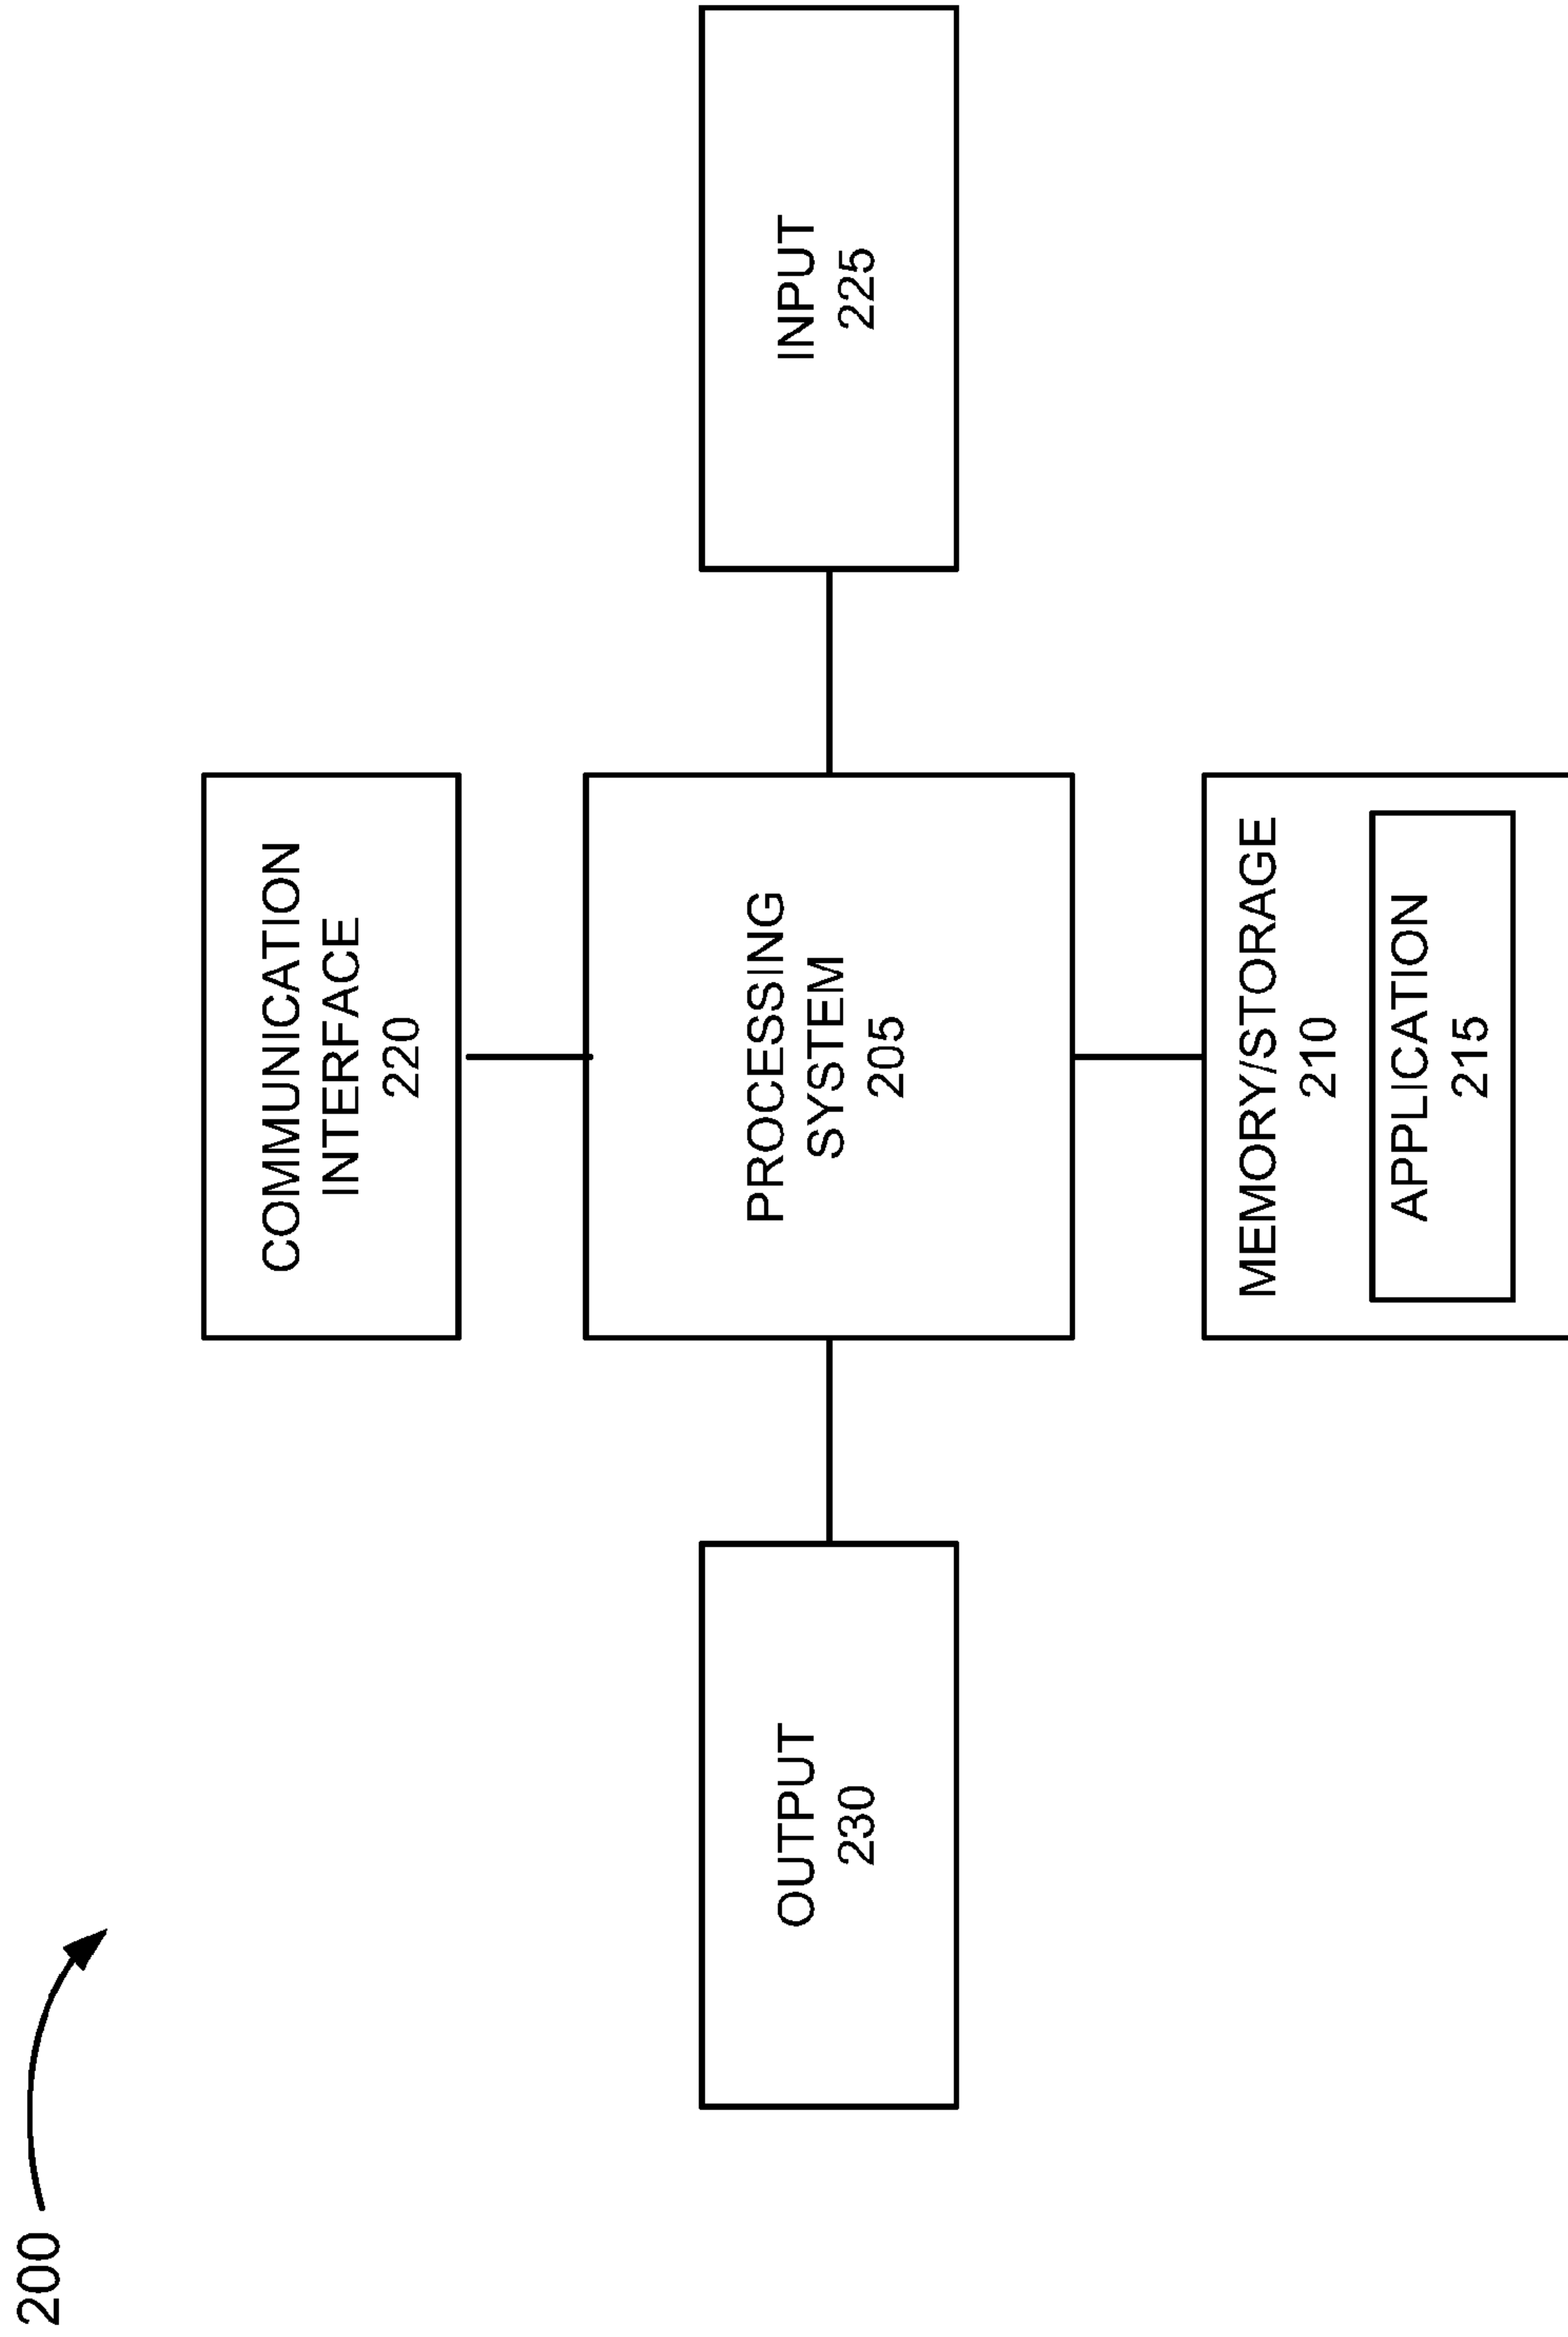 200
COMMUNICATION
INTERFACE
220
OUTPUT
230
PROCESSING
SYSTEM
205
INPUT
225
MEMORY/STORAGE
210
APPLICATION
215